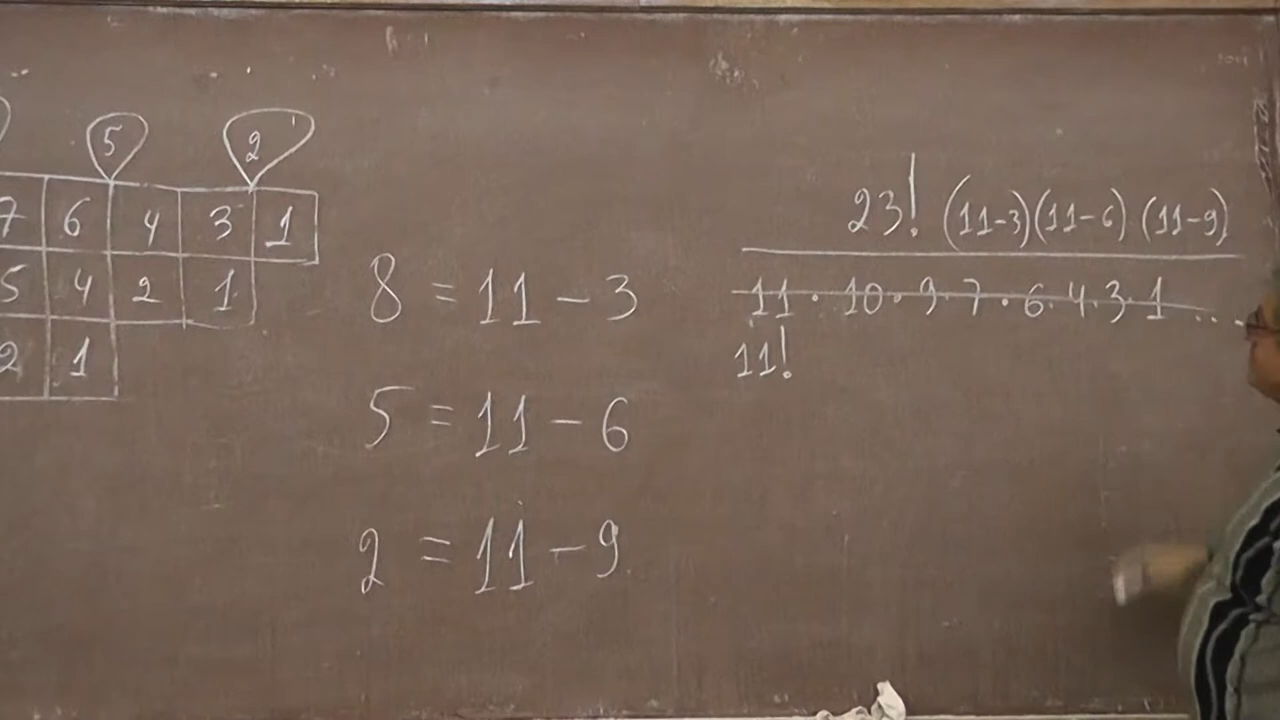 5 2
7 6 4 3 1
5 4 2 1
2 1
8 = 11 - 3
5 = 11 - 6
2 = 11 - 9
23! (11-3)(11-6)(11-9)
11 · 10 · 9 · 7 · 6 · 4 · 3 · 1 ...
11!